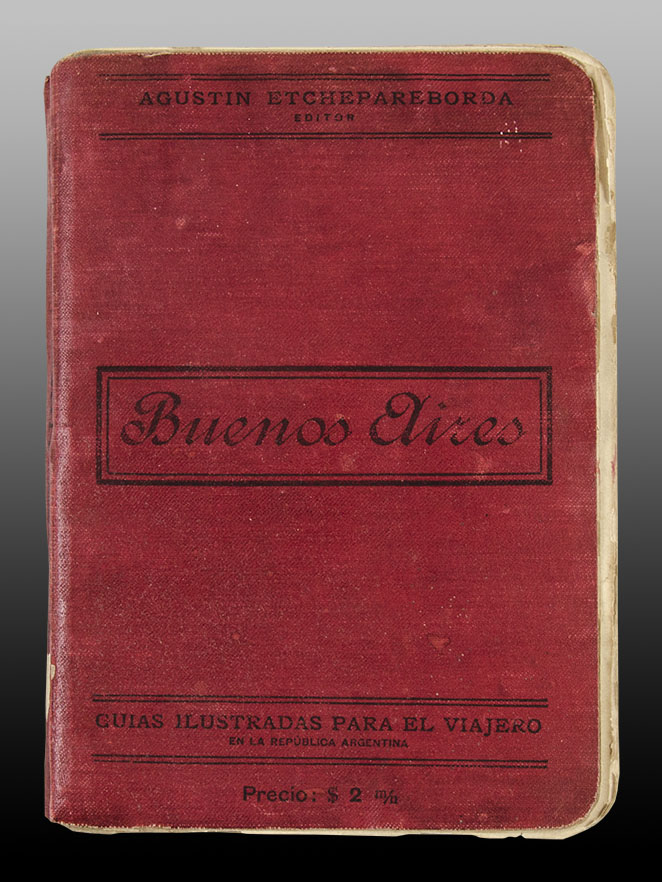 AGUSTIN ETCHEPAREBORDA
EDITOR
Buenos Aires
GUIAS ILUSTRADAS PARA EL VIAJERO
EN LA REPÚBLICA ARGENTINA
Precio: $ 2 m/n